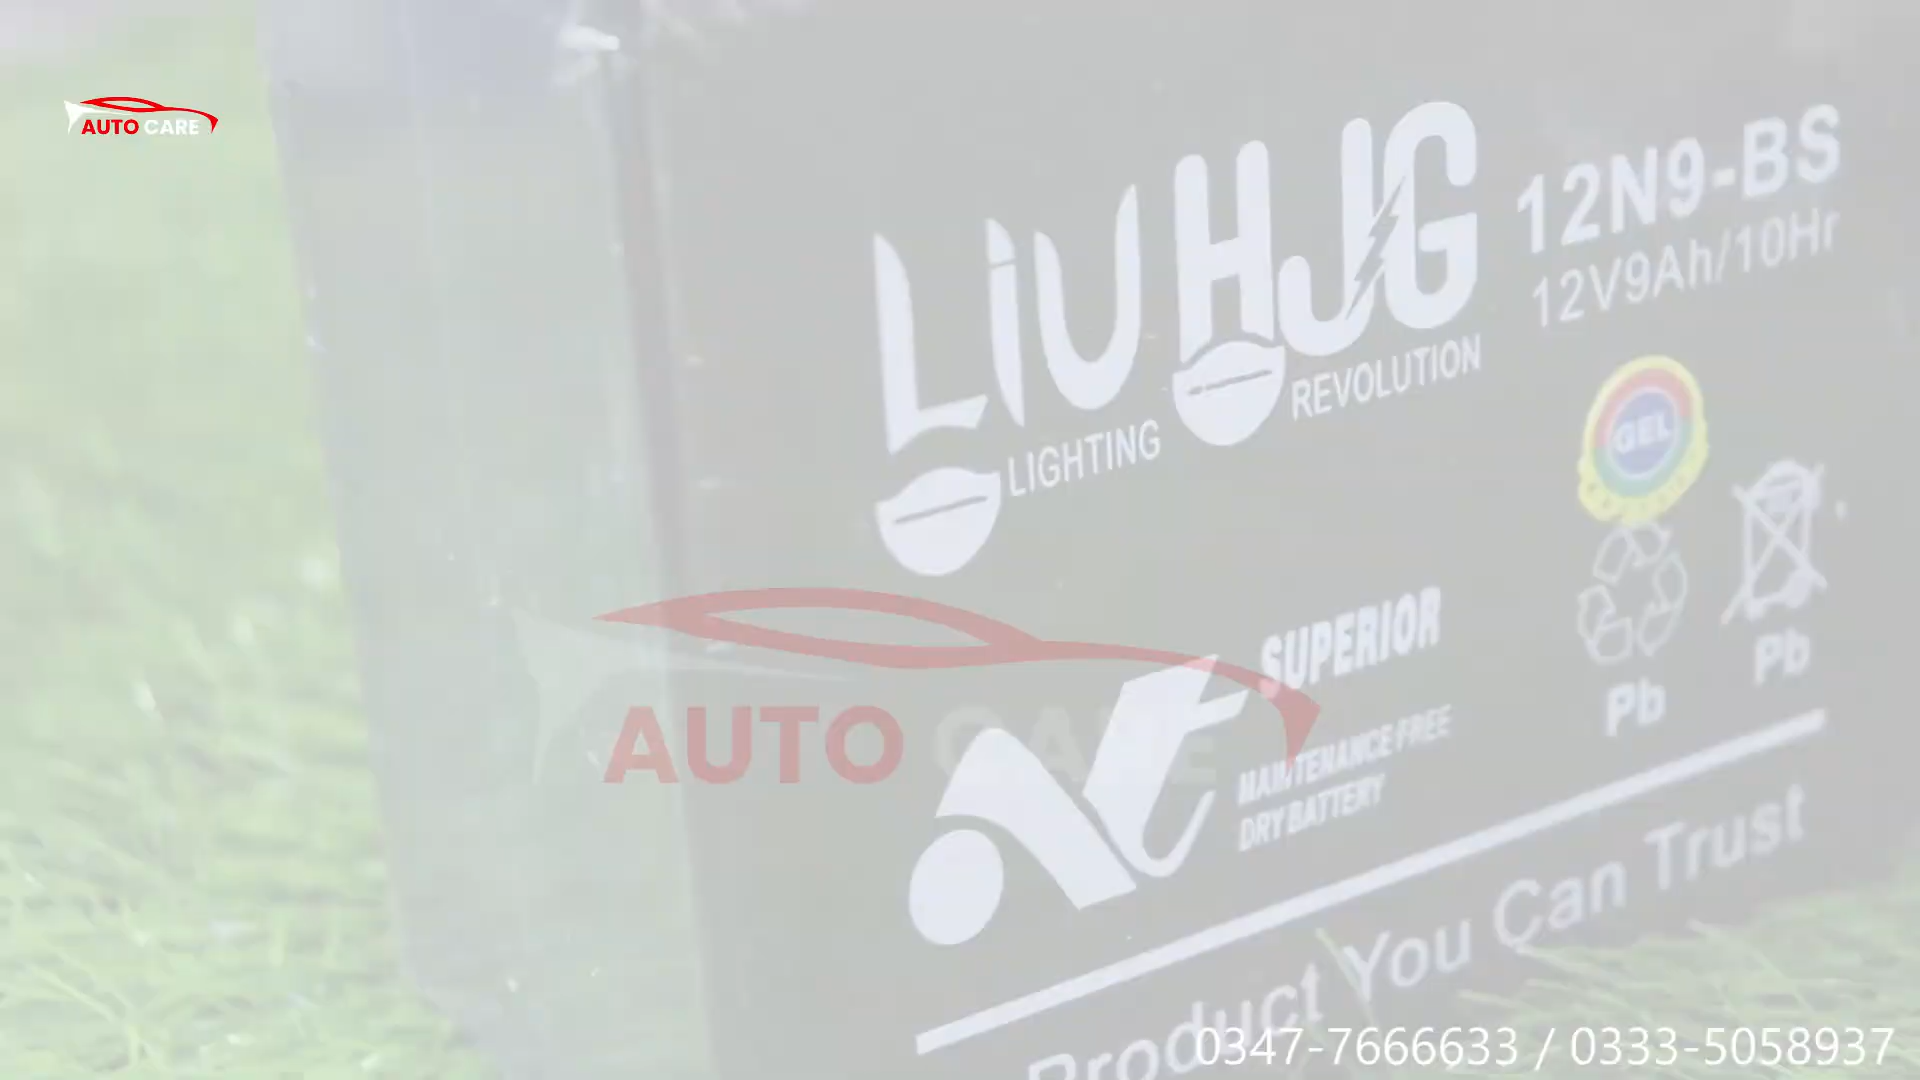 AUTO CARE
LIU HJG
12N9-BS
12V9Ah/10Hr
LIGHTING
REVOLUTION
GEL
SUPERIOR
MAINTENANCE FREE
DRY BATTERY
Pb
Pb
AUTO CARE
Product You Can Trust
0347-7666633 / 0333-5058937